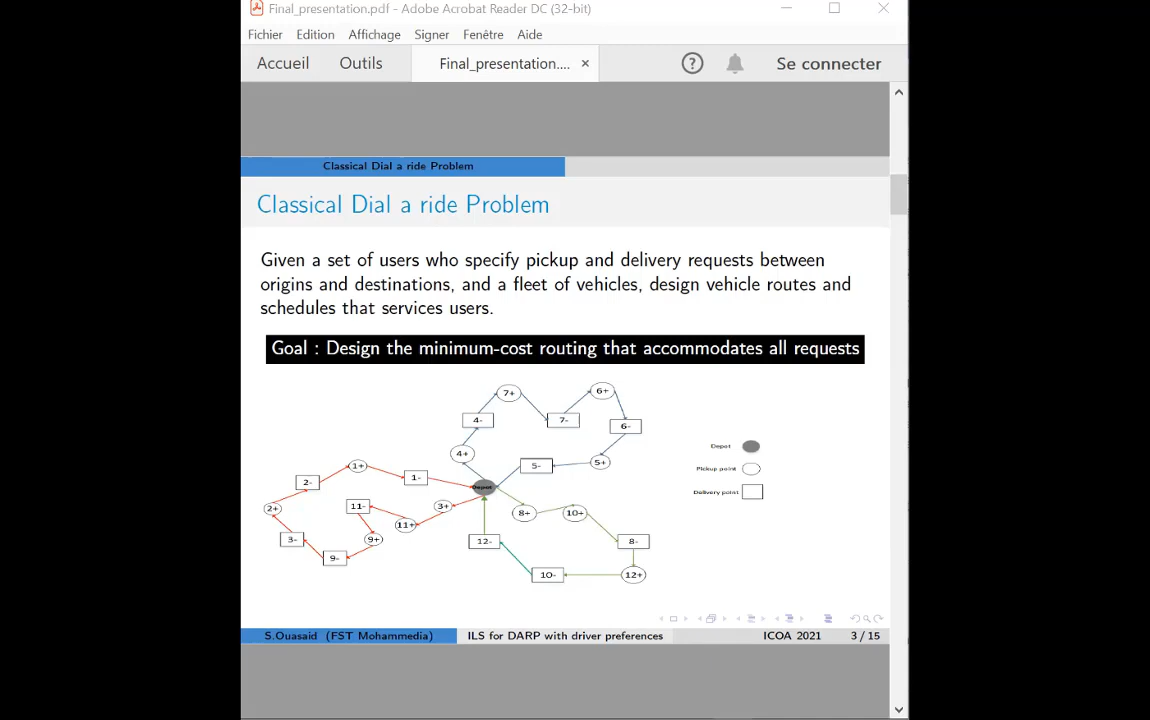 Final_presentation.pdf - Adobe Acrobat Reader DC (32-bit)
Fichier Edition Affichage Signer Fenêtre Aide
Accueil Outils Final_presentation.... × ? Se connecter
Classical Dial a ride Problem
Classical Dial a ride Problem
Given a set of users who specify pickup and delivery requests between
origins and destinations, and a fleet of vehicles, design vehicle routes and
schedules that services users.
Goal : Design the minimum-cost routing that accommodates all requests
7+
6+
4-
7-
6-
4+
5-
5+
1+
2-
1-
Depot
2+
11-
3+
11+
9+
3-
9-
8+
10+
12-
8-
10-
12+
Depot
Pickup point
Delivery point
S.Ouasaid (FST Mohammedia) ILS for DARP with driver preferences ICOA 2021 3 / 15